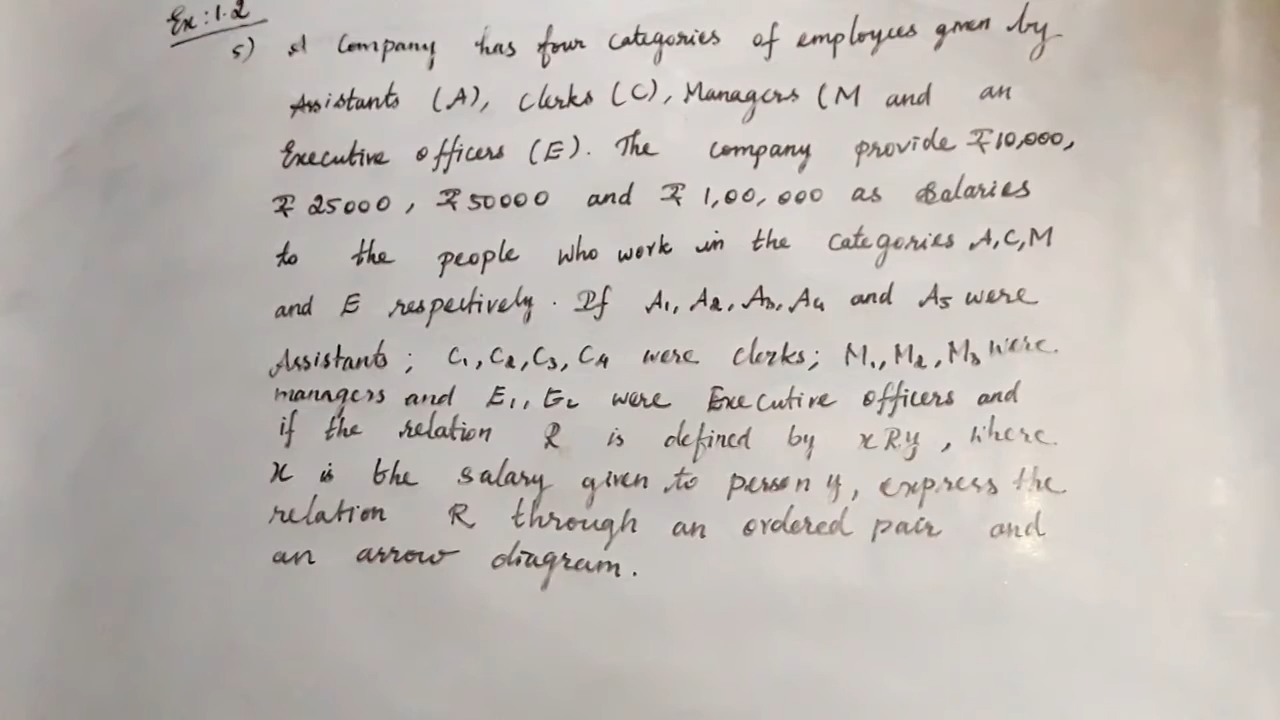 Ex : 1.2
5) A Company has four categories of employees given by
Assistants (A), Clerks (C), Managers (M and an
Executive officers (E). The company provide ₹10,000,
₹ 25000, ₹ 50000 and ₹ 1,00,000 as Salaries
to the people who work in the categories A, C, M
and E respectively. If A1, A2, A3, A4 and A5 were
Assistants; C1, C2, C3, C4 were clerks; M1, M2, M3 were.
managers and E1, E2 were Executive officers and
if the relation R is defined by xRy, where.
x is the salary given to person y, express the
relation R through an ordered pair and
an arrow diagram.